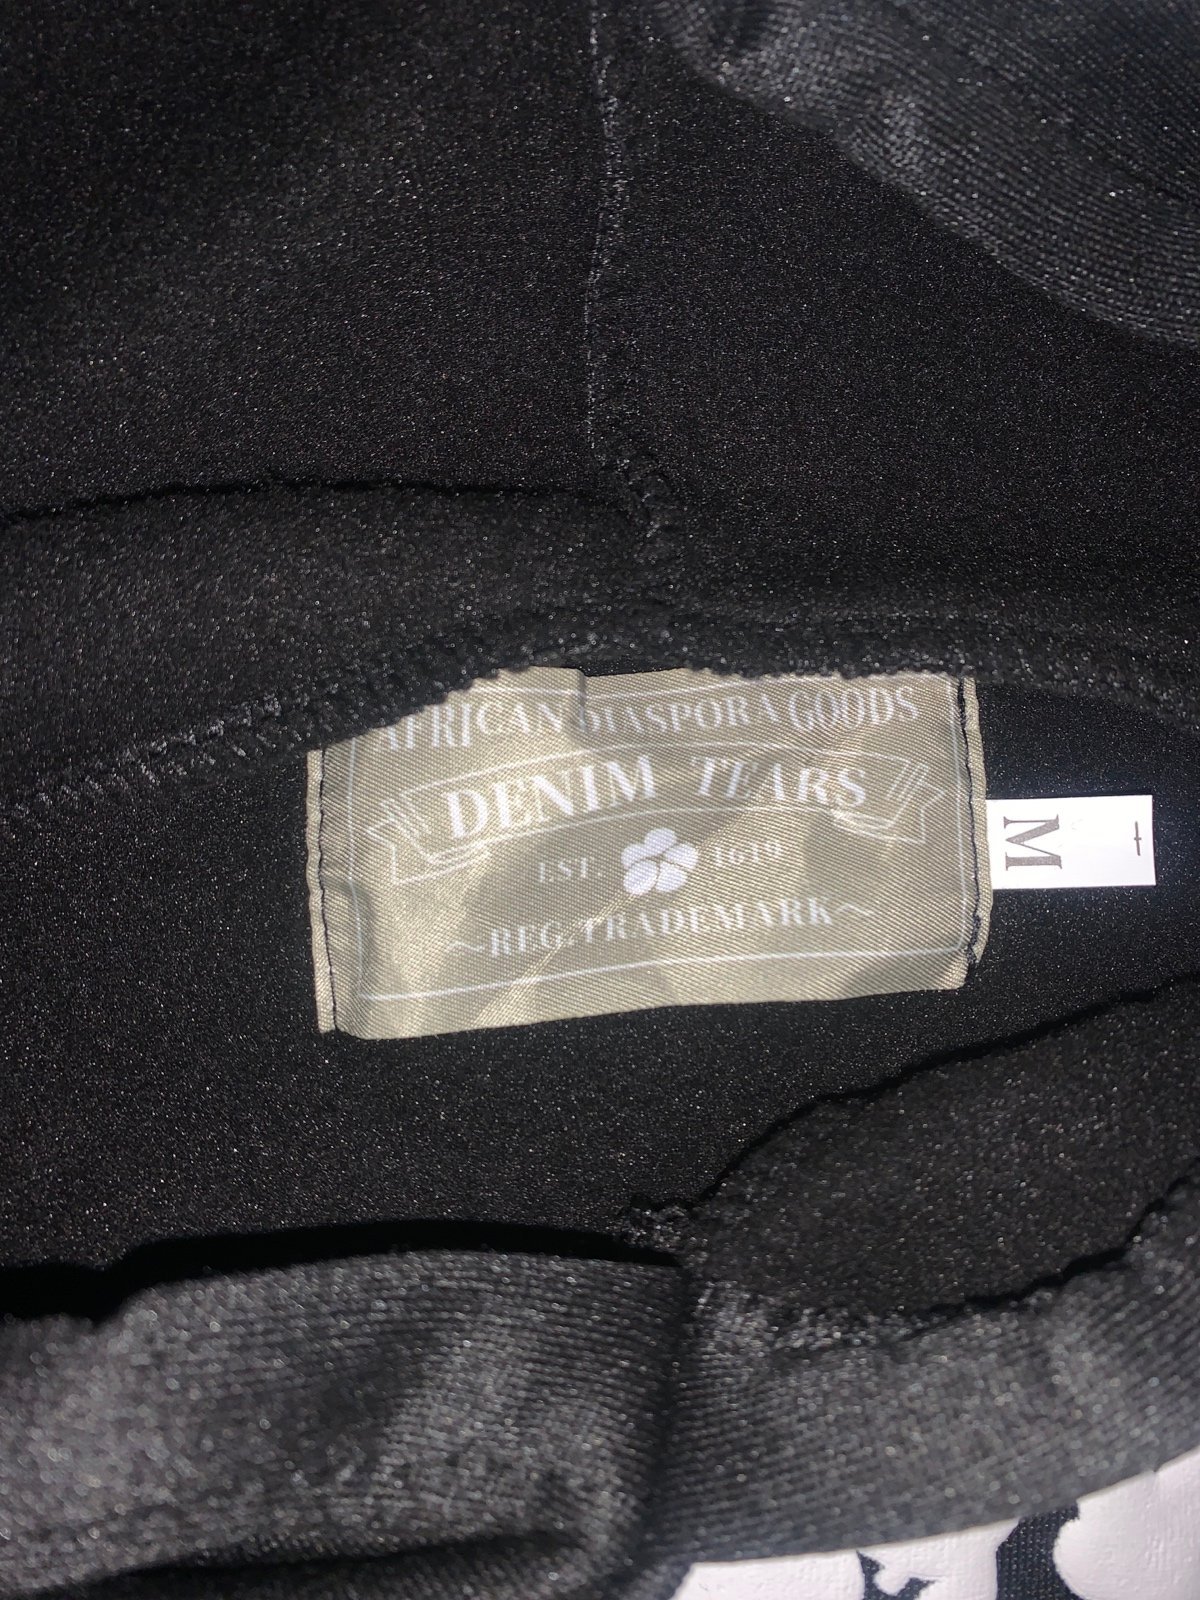 AFRICAN DIASPORA GOODS
DENIM TEARS
EST. 1619
~REG. TRADEMARK~
M